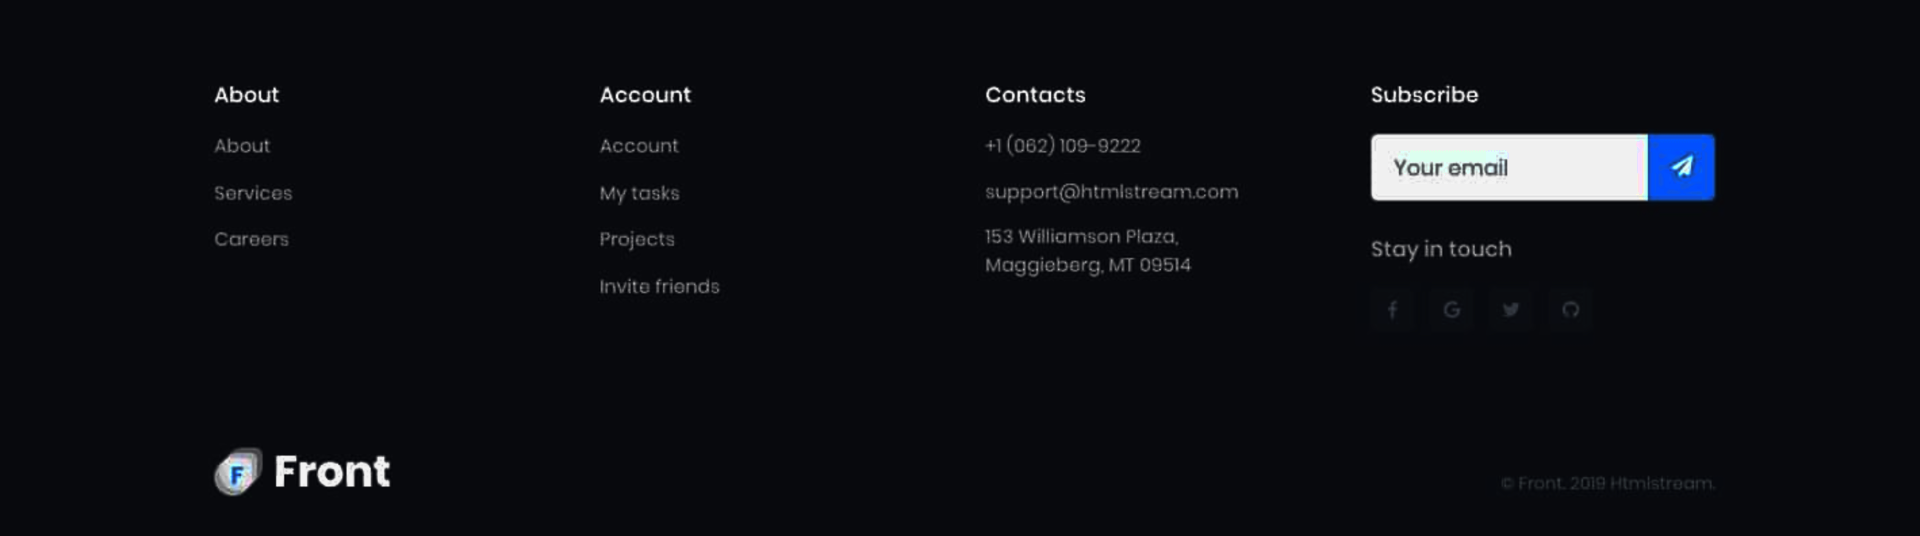 About
About
Services
Careers
Account
Account
My tasks
Projects
Invite friends
Contacts
+1 (062) 109-9222
support@htmlstream.com
153 Williamson Plaza,
Maggieberg, MT 09514
Subscribe
Your email
Stay in touch
F Front
© Front. 2019 Htmlstream.